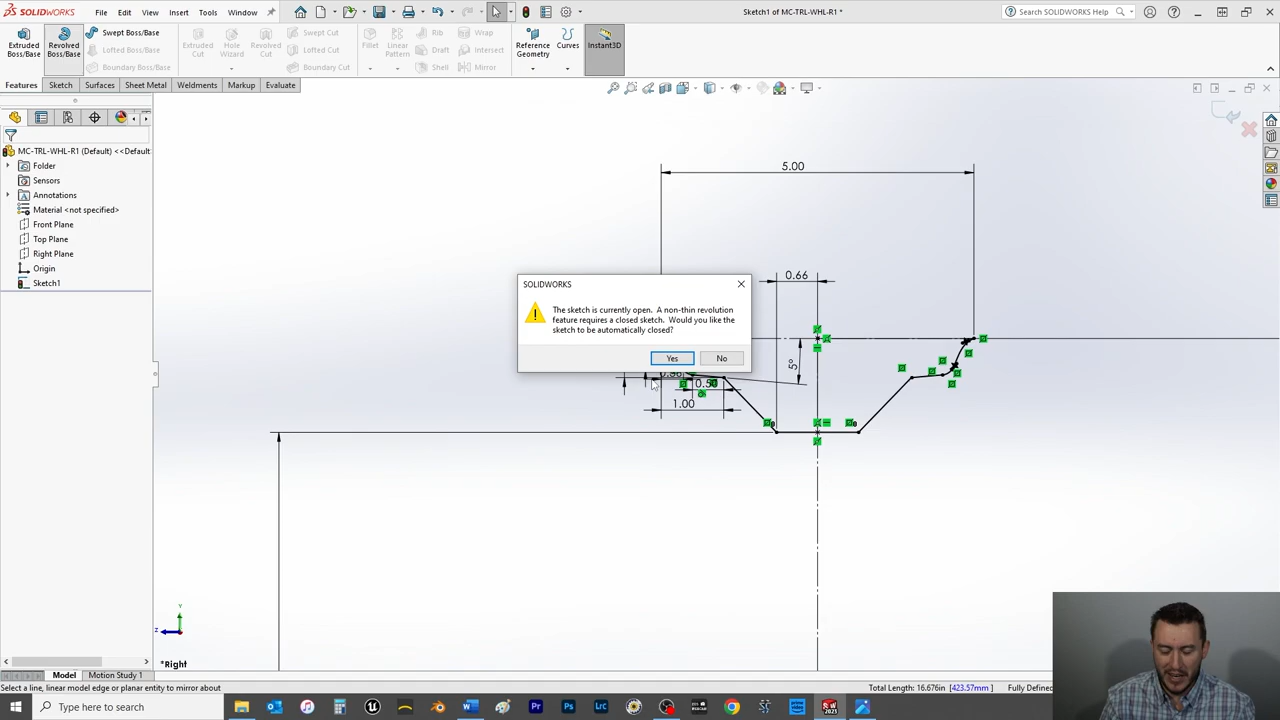 SOLIDWORKS
File
Edit
View
Insert
Tools
Window
Sketch1 of MC-TRL-WHL-R1 *
Search SOLIDWORKS Help
Extruded Boss/Base
Revolved Boss/Base
Swept Boss/Base
Lofted Boss/Base
Boundary Boss/Base
Extruded Cut
Hole Wizard
Revolved Cut
Swept Cut
Lofted Cut
Boundary Cut
Fillet
Linear Pattern
Rib
Draft
Shell
Wrap
Intersect
Mirror
Reference Geometry
Curves
Instant3D
Features
Sketch
Surfaces
Sheet Metal
Weldments
Markup
Evaluate
MC-TRL-WHL-R1 (Default) <<Default
Folder
Sensors
Annotations
Material <not specified>
Front Plane
Top Plane
Right Plane
Origin
Sketch1
5.00
0.66
SOLIDWORKS
The sketch is currently open. A non-thin revolution
feature requires a closed sketch. Would you like the
sketch to be automatically closed?
Yes
No
5°
0.50
1.00
Y
Z
*Right
Model
Motion Study 1
Select a line, linear model edge or planar entity to mirror about
Total Length: 16.676in
[423.57mm]
Fully Defined
Type here to search